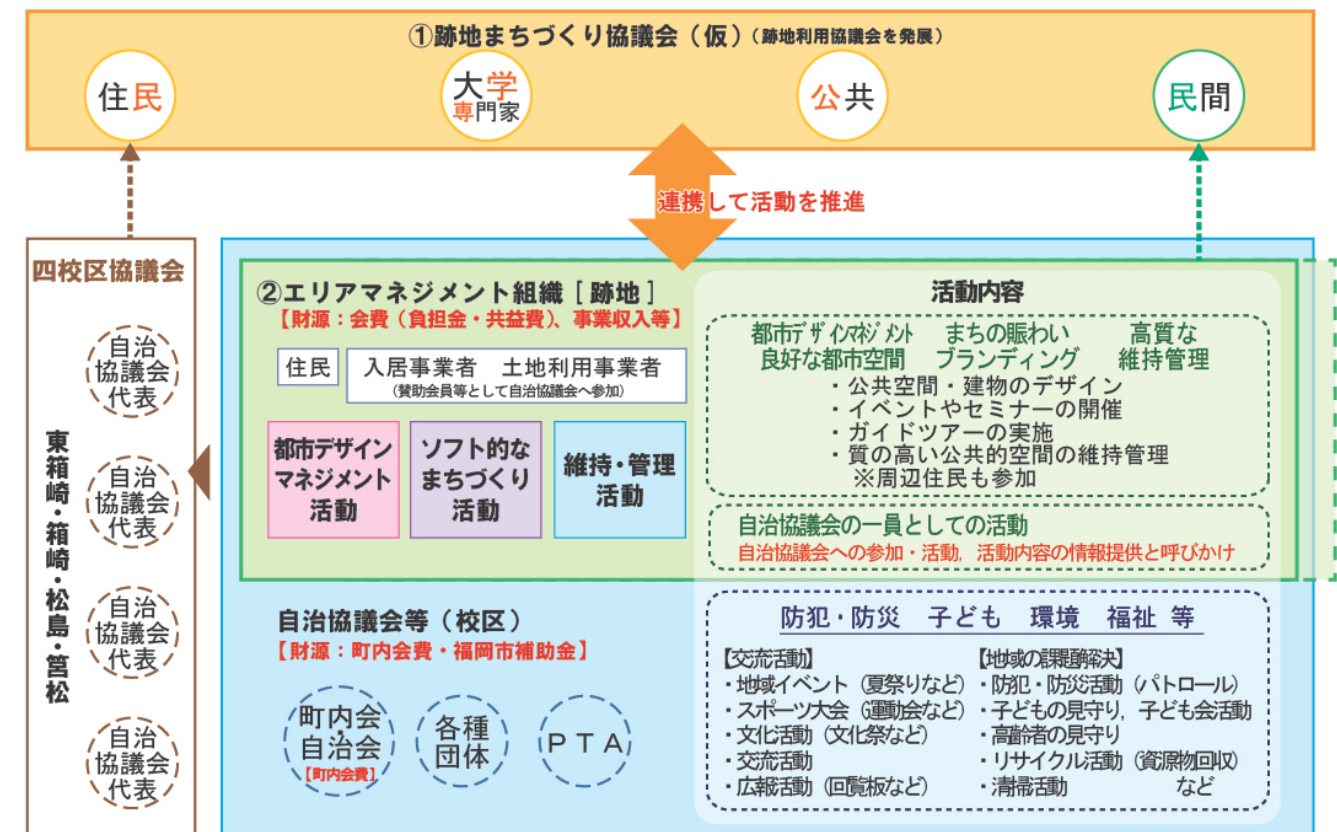 ①跡地まちづくり協議会（仮）（跡地利用協議会を発展）
住民
大学
専門家
公共
民間
連携して活動を推進
四校区協議会
自治
協議会
代表
自治
協議会
代表
自治
協議会
代表
自治
協議会
代表
東箱崎・箱崎・松島・筥松
②エリアマネジメント組織［跡地］
【財源：会費（負担金・共益費）、事業収入等】
住民
入居事業者　土地利用事業者
（賛助会員等として自治協議会へ参加）
都市デザイン
マネジメント
活動
ソフト的な
まちづくり
活動
維持・管理
活動
活動内容
都市デザインマネジメント　まちの賑わい　高質な
良好な都市空間　ブランディング　維持管理
・公共空間・建物のデザイン
・イベントやセミナーの開催
・ガイドツアーの実施
・質の高い公共的空間の維持管理
※周辺住民も参加
自治協議会の一員としての活動
自治協議会への参加・活動，活動内容の情報提供と呼びかけ
自治協議会等（校区）
【財源：町内会費・福岡市補助金】
町内会
・
自治会
【町内会費】
各種
団体
ＰＴＡ
防犯・防災　子ども　環境　福祉　等
【交流活動】
・地域イベント（夏祭りなど）
・スポーツ大会（運動会など）
・文化活動（文化祭など）
・交流活動
・広報活動（回覧板など）
【地域の課題解決】
・防犯・防災活動（パトロール）
・子どもの見守り，子ども会活動
・高齢者の見守り
・リサイクル活動（資源物回収）
・清掃活動　など